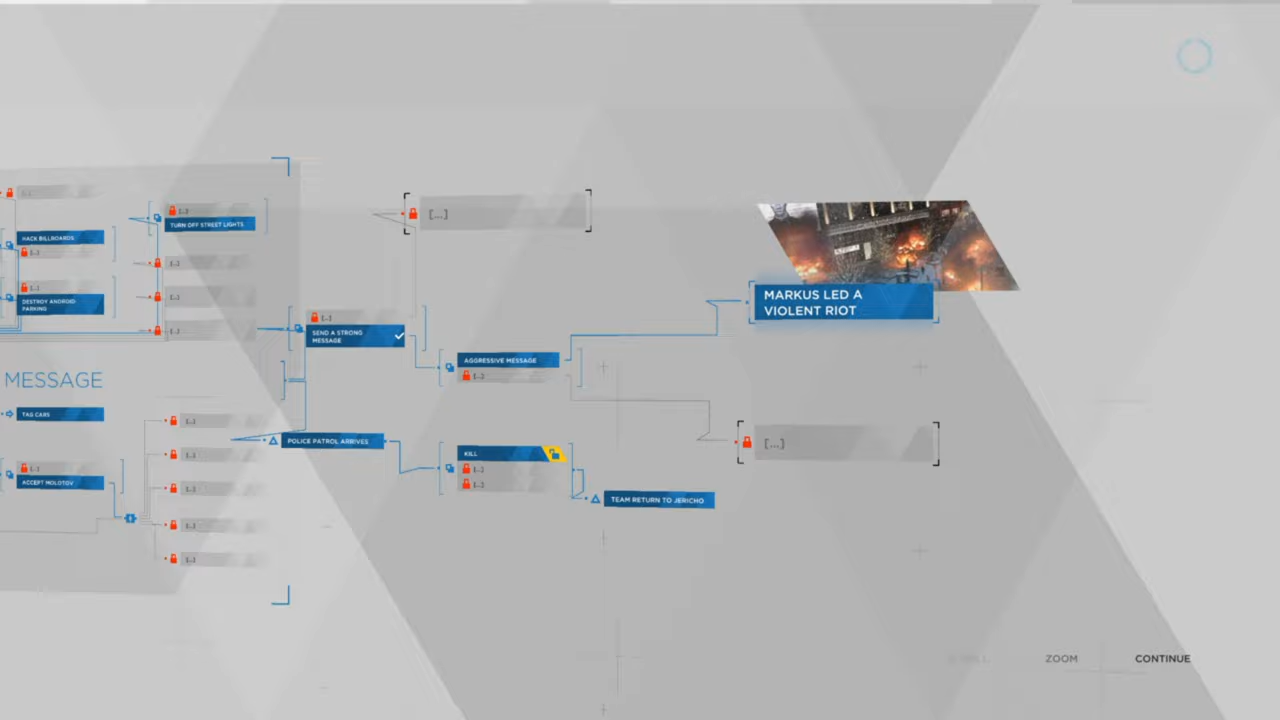 [...]
HACK BILLBOARDS
[...]
[...]
DESTROY ANDROID
PARKING
[...]
TURN OFF STREET LIGHTS
[...]
[...]
[...]
[...]
[...]
SEND A STRONG
MESSAGE
AGGRESSIVE MESSAGE
[...]
MARKUS LED A
VIOLENT RIOT
[...]
MESSAGE
TAG CARS
[...]
ACCEPT MOLOTOV
[...]
[...]
[...]
[...]
[...]
POLICE PATROL ARRIVES
KILL
[...]
[...]
TEAM RETURN TO JERICHO
ZOOM
CONTINUE